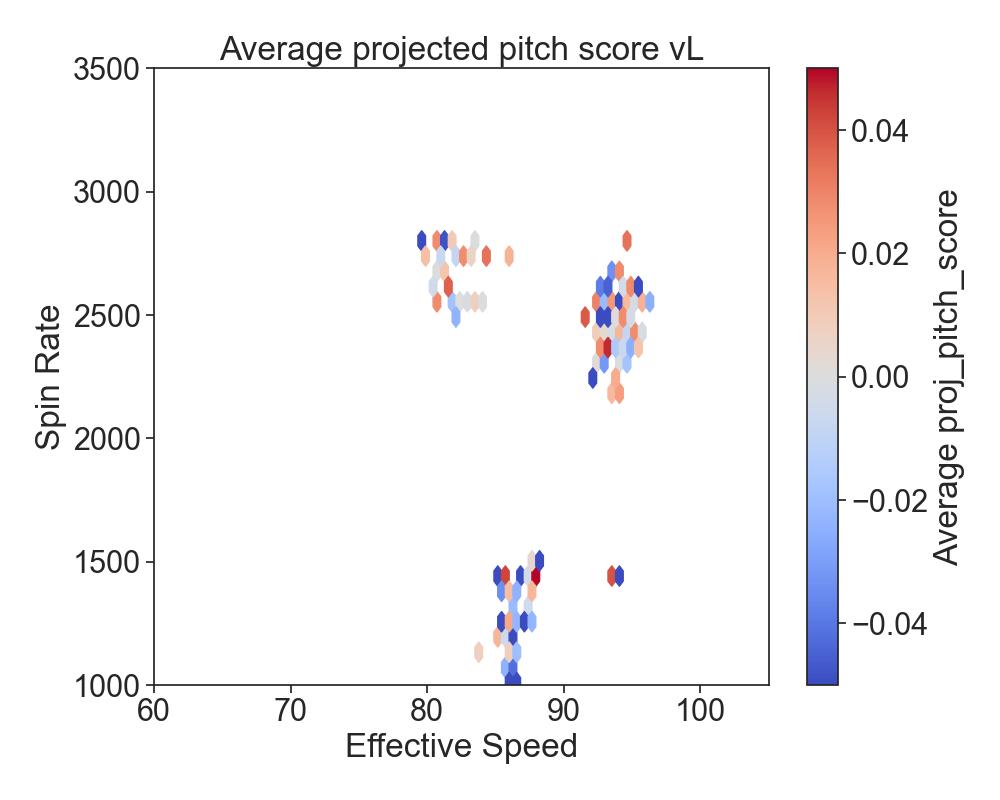 Average projected pitch score vL
3500
3000
2500
2000
1500
1000
Spin Rate
60 70 80 90 100
Effective Speed
0.04
0.02
0.00
−0.02
−0.04
Average proj_pitch_score